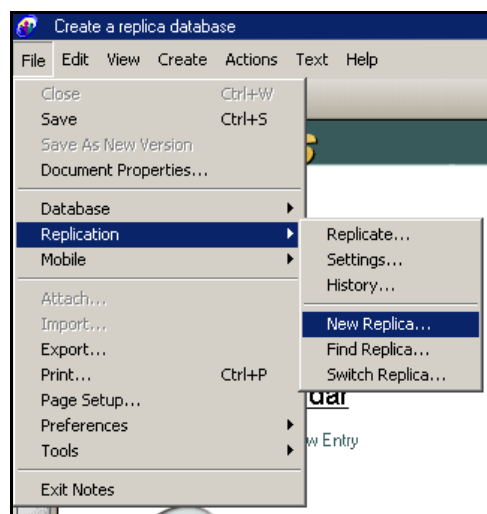 Create a replica database
File Edit View Create Actions Text Help
Close Ctrl+W
Save Ctrl+S
Save As New Version
Document Properties...
Database
Replication
Mobile
Attach...
Import...
Export...
Print... Ctrl+P
Page Setup...
Preferences
Tools
Exit Notes
Replicate...
Settings...
History...
New Replica...
Find Replica...
Switch Replica...
dar
w Entry